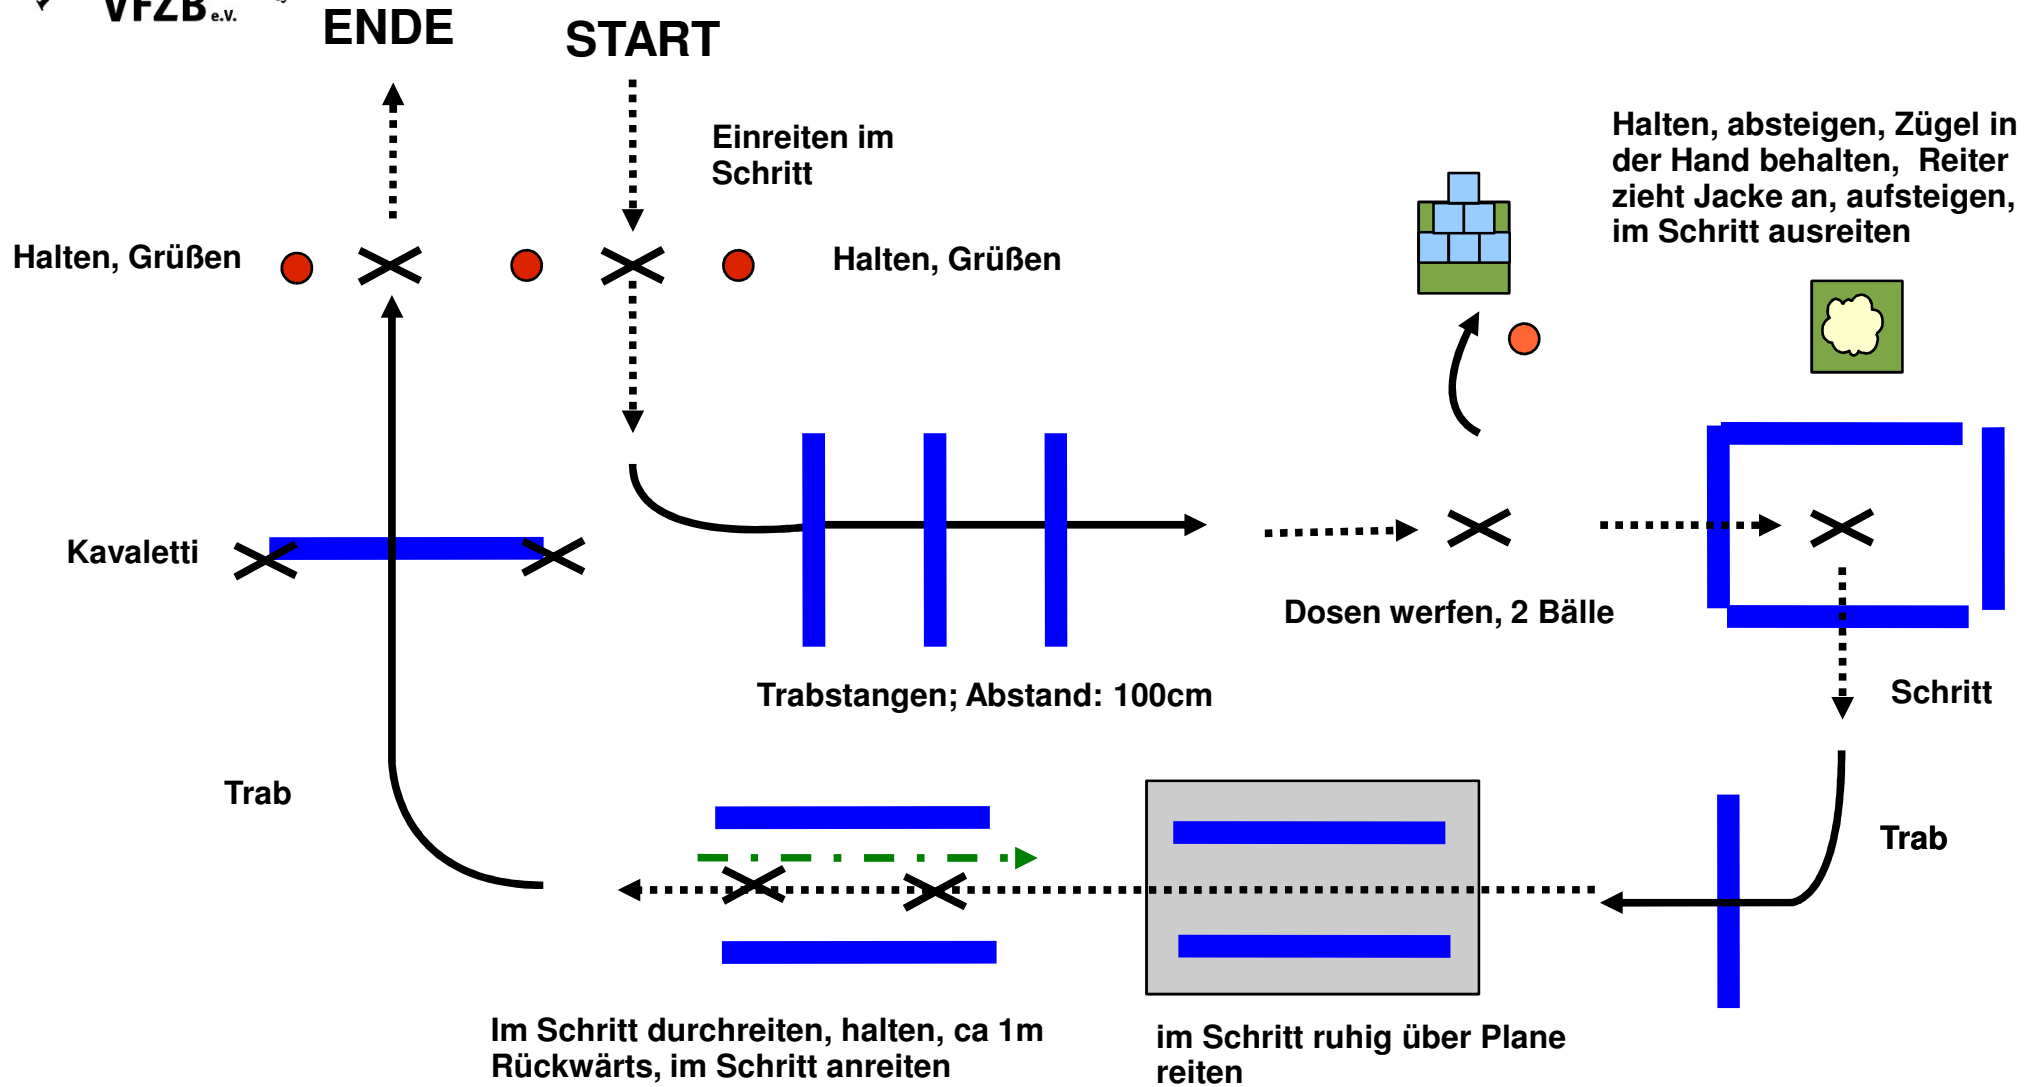 VFZB e.V.
ENDE
START
Einreiten im
Schritt
Halten, absteigen, Zügel in
der Hand behalten,  Reiter
zieht Jacke an, aufsteigen,
im Schritt ausreiten
Halten, Grüßen
Halten, Grüßen
Kavaletti
Dosen werfen, 2 Bälle
Trabstangen; Abstand: 100cm
Schritt
Trab
Trab
Im Schritt durchreiten, halten, ca 1m
Rückwärts, im Schritt anreiten
im Schritt ruhig über Plane
reiten